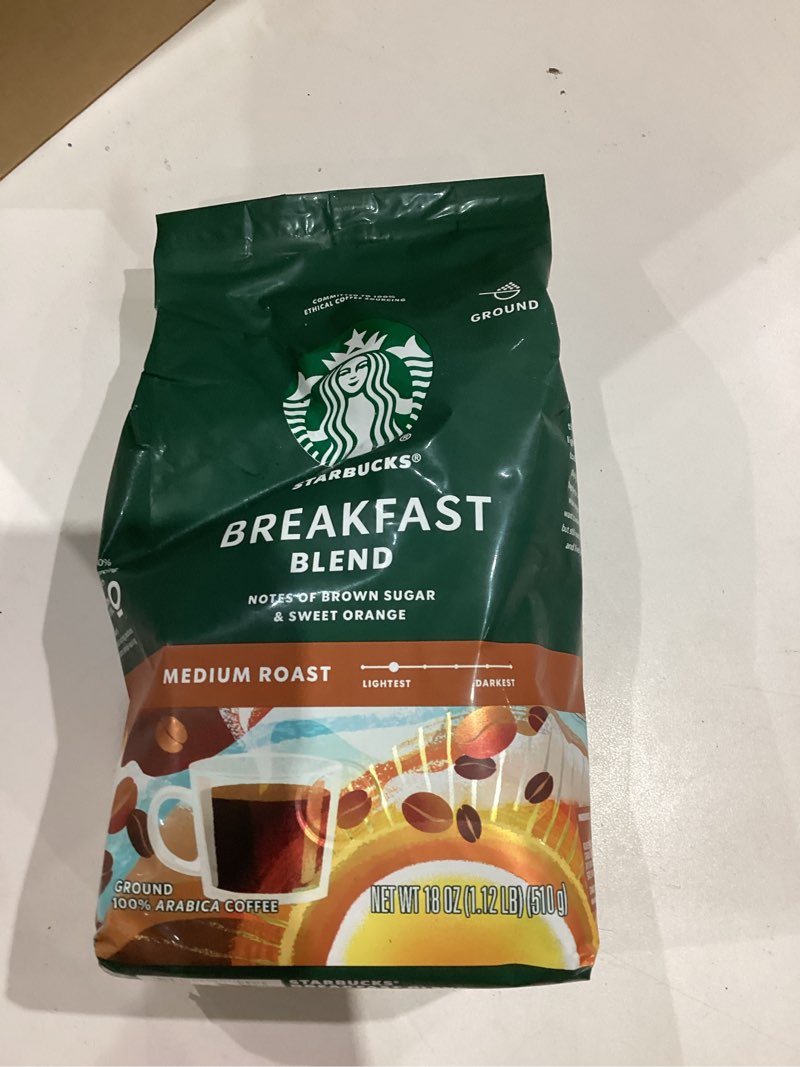 COMMITTED TO 100%
ETHICAL COFFEE SOURCING
GROUND
STARBUCKS®
BREAKFAST
BLEND
NOTES OF BROWN SUGAR
& SWEET ORANGE
MEDIUM ROAST
LIGHTEST
DARKEST
GROUND
100% ARABICA COFFEE
NET WT 18 OZ (1.12 LB) (510 g)
STARBUCKS®